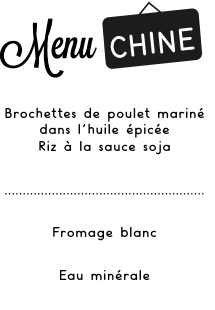 Menu CHINE
Brochettes de poulet mariné
dans l'huile épicée
Riz à la sauce soja
Fromage blanc
Eau minérale